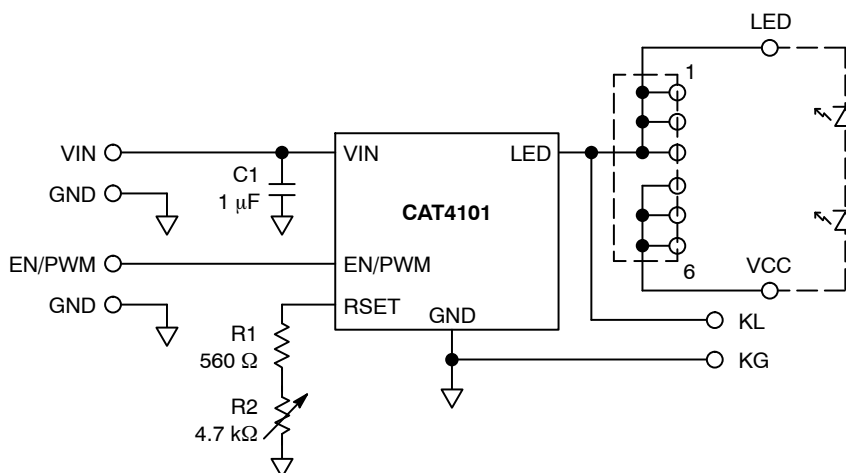 LED
1
VIN
VIN
LED
C1
1 μF
GND
CAT4101
EN/PWM
EN/PWM
6
VCC
GND
RSET
GND
KL
R1
560 Ω
KG
R2
4.7 kΩ